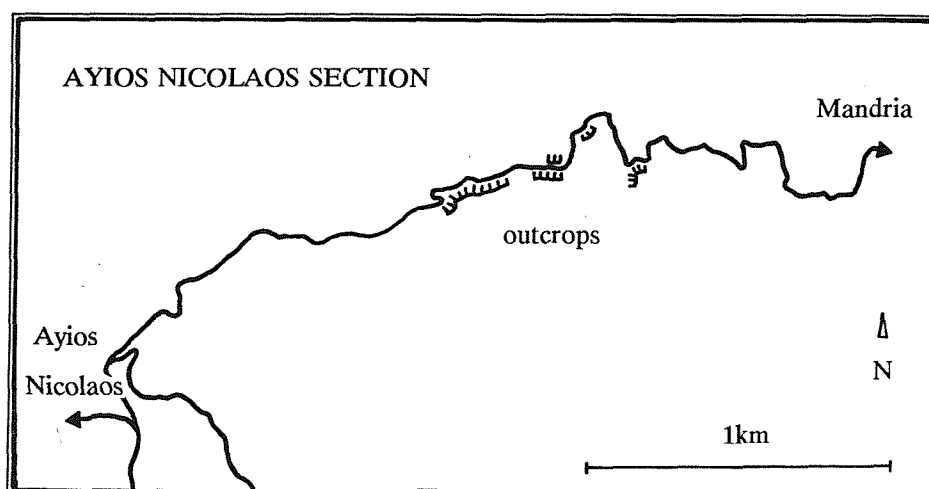 AYIOS NICOLAOS SECTION
Mandria
outcrops
Ayios
Nicolaos
N
1km